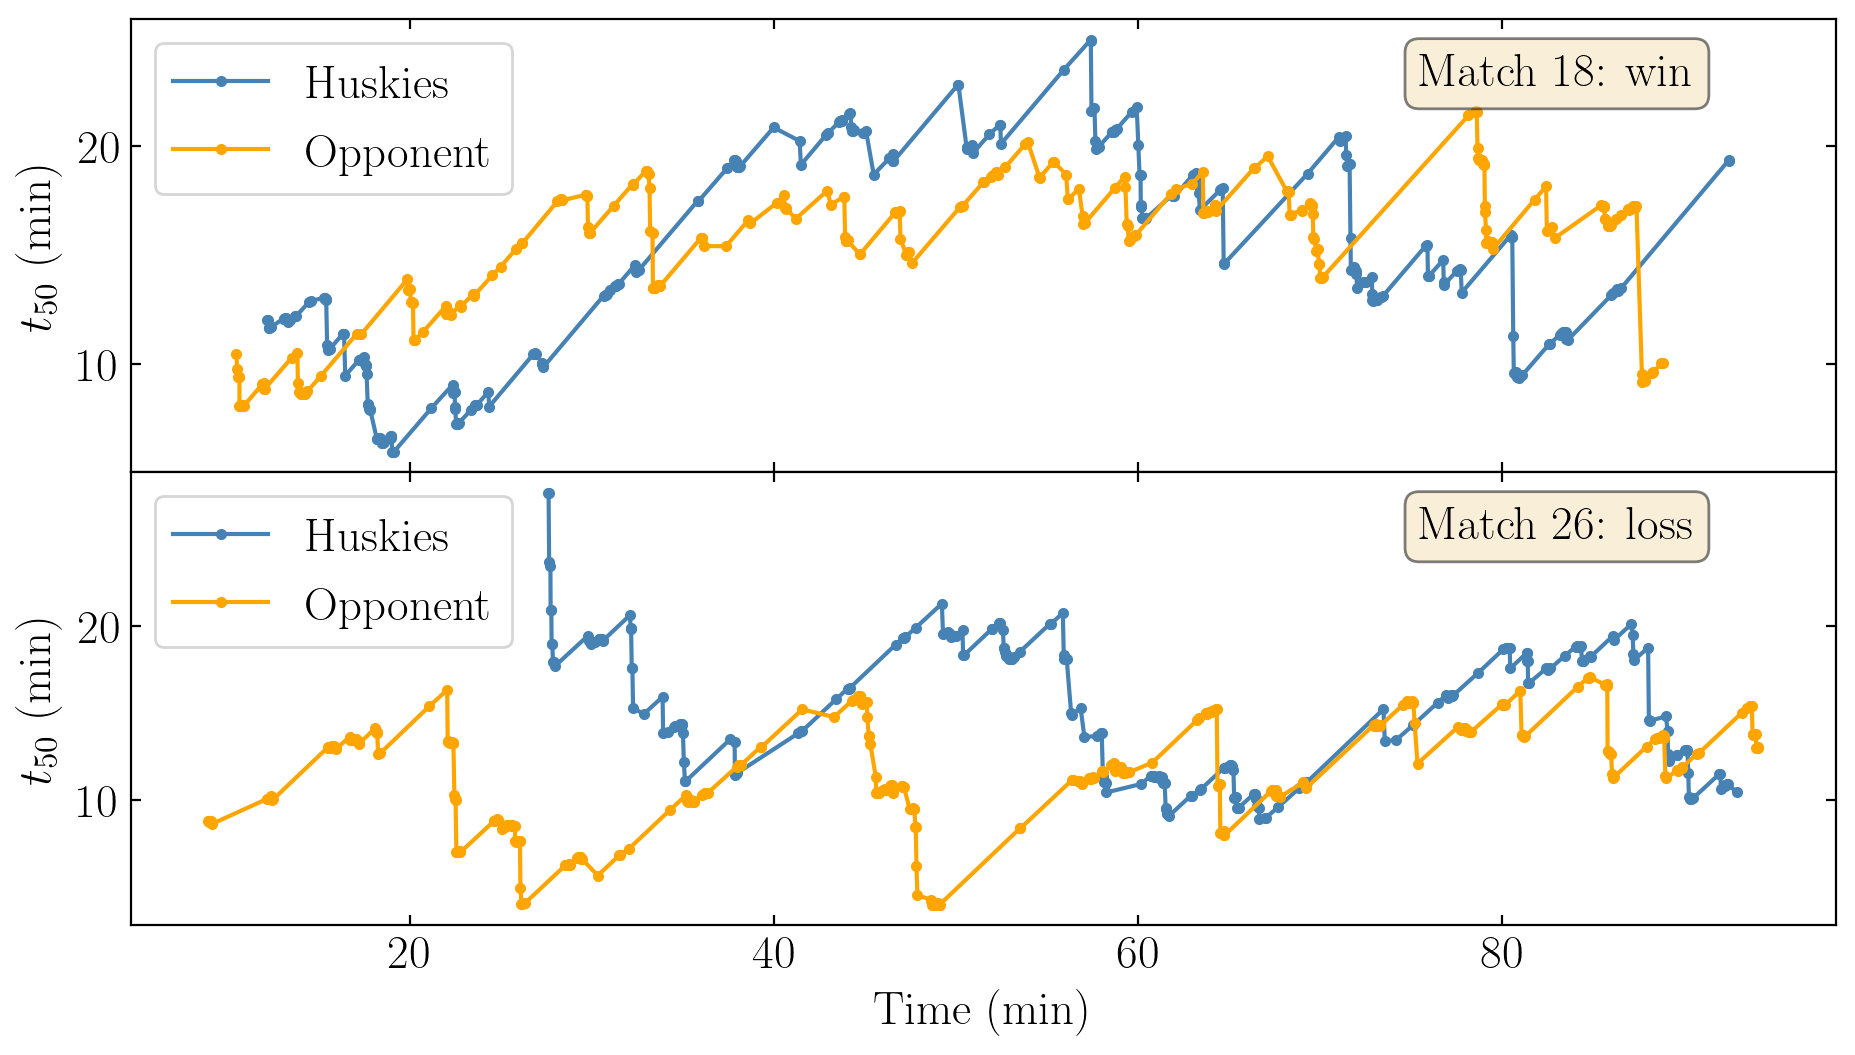 Huskies
Opponent
Match 18: win
20
10
t50 (min)
Huskies
Opponent
Match 26: loss
20
10
t50 (min)
20 40 60 80
Time (min)